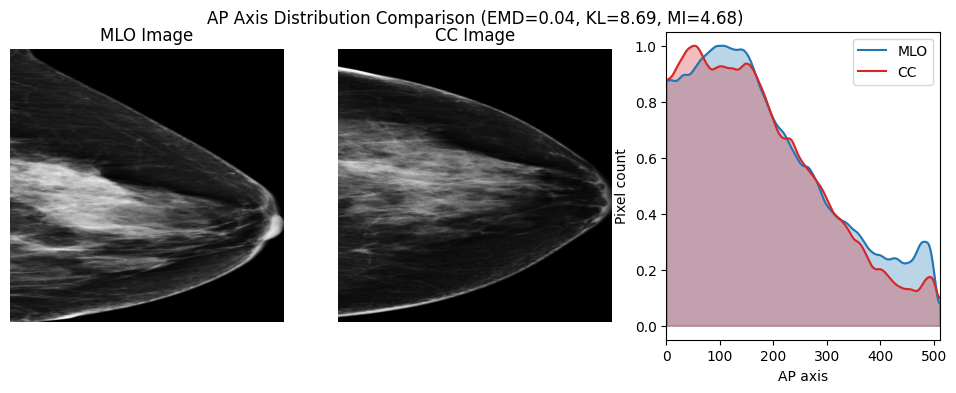 AP Axis Distribution Comparison (EMD=0.04, KL=8.69, MI=4.68)
MLO Image
CC Image
MLO
CC
Pixel count
1.0
0.8
0.6
0.4
0.2
0.0
0 100 200 300 400 500
AP axis